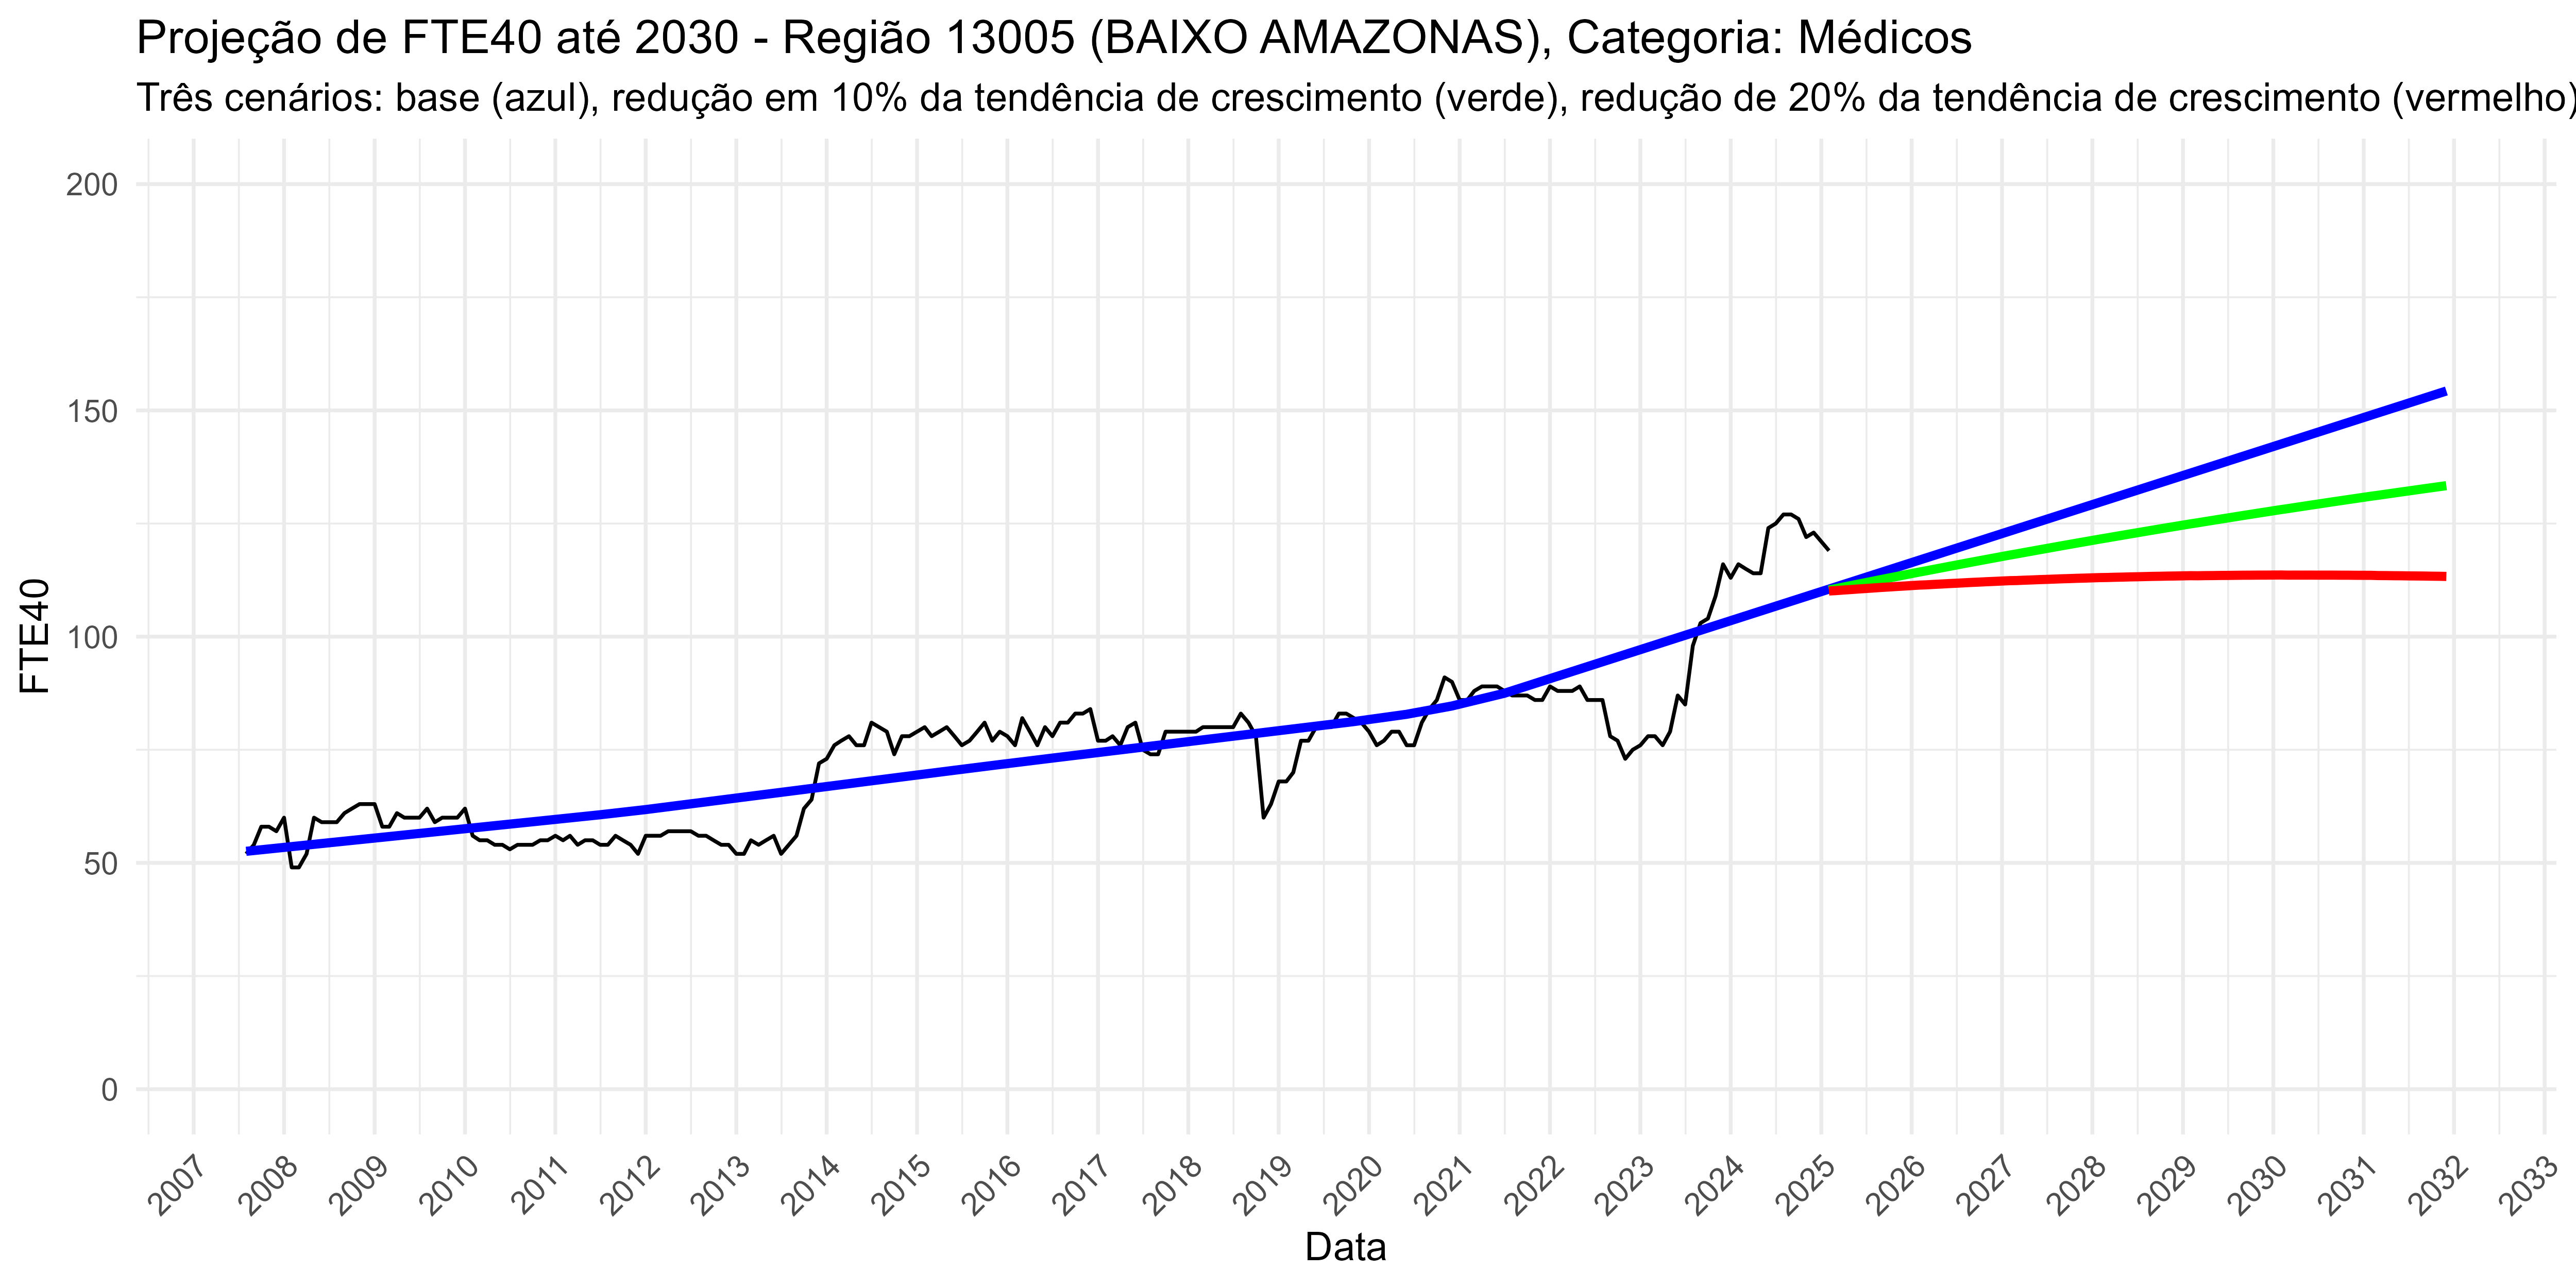 Projeção de FTE40 até 2030 - Região 13005 (BAIXO AMAZONAS), Categoria: Médicos
Três cenários: base (azul), redução em 10% da tendência de crescimento (verde), redução de 20% da tendência de crescimento (vermelho)
200
150
100
50
0
FTE40
2007 2008 2009 2010 2011 2012 2013 2014 2015 2016 2017 2018 2019 2020 2021 2022 2023 2024 2025 2026 2027 2028 2029 2030 2031 2032 2033
Data